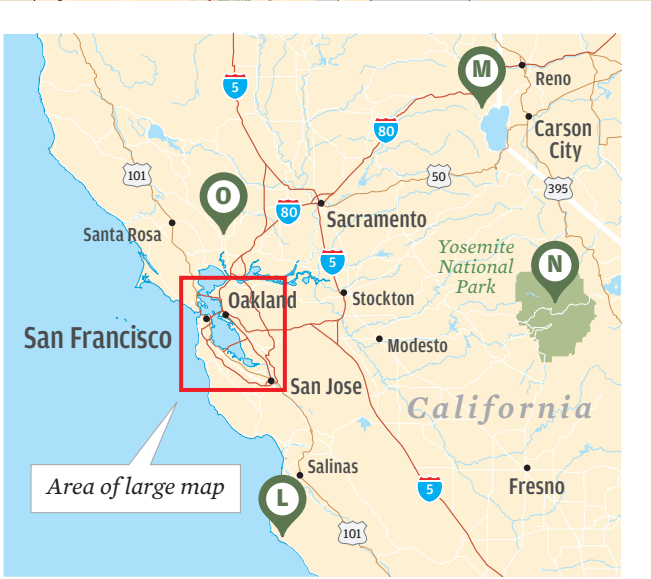 M
Reno
5
80
Carson
City
101
50
395
O
80
Sacramento
Santa Rosa
Yosemite
National
Park
N
5
Oakland
Stockton
San Francisco
Modesto
San Jose
California
Area of large map
Salinas
L
5
Fresno
101